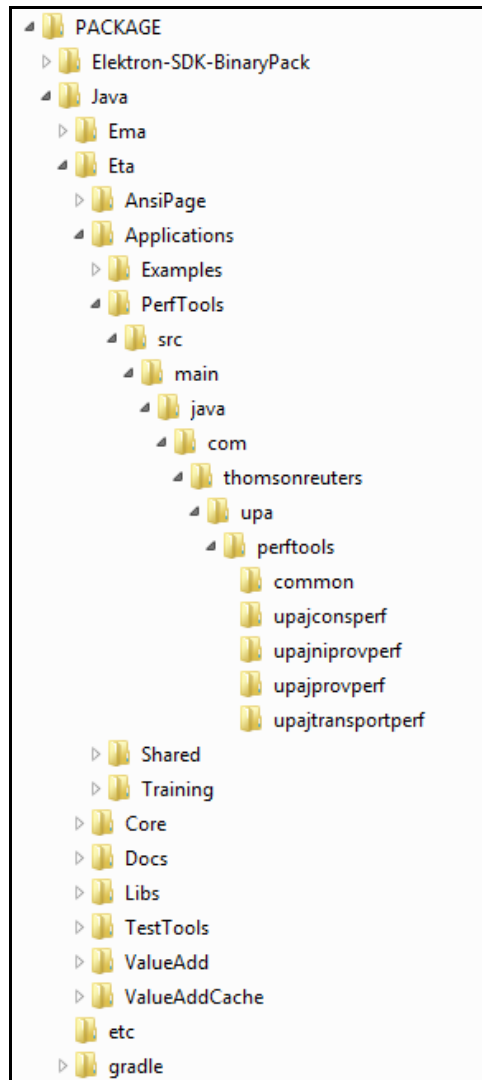 PACKAGE
Elektron-SDK-BinaryPack
Java
Ema
Eta
AnsiPage
Applications
Examples
PerfTools
src
main
java
com
thomsonreuters
upa
perftools
common
upajconsperf
upajniprovperf
upajprovperf
upajtransportperf
Shared
Training
Core
Docs
Libs
TestTools
ValueAdd
ValueAddCache
etc
gradle